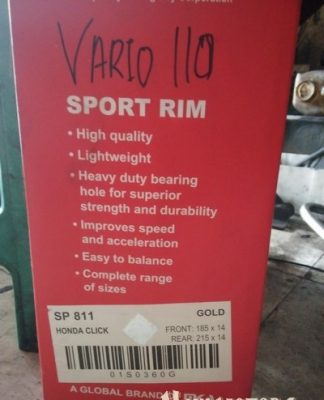 VARIO 110
SPORT RIM
• High quality
• Lightweight
• Heavy duty bearing
hole for superior
strength and durability
• Improves speed
and acceleration
• Easy to balance
• Complete range
of sizes
SP 811 GOLD
HONDA CLICK FRONT: 185 x 14
REAR: 215 x 14
01S0360G
A GLOBAL BRAND